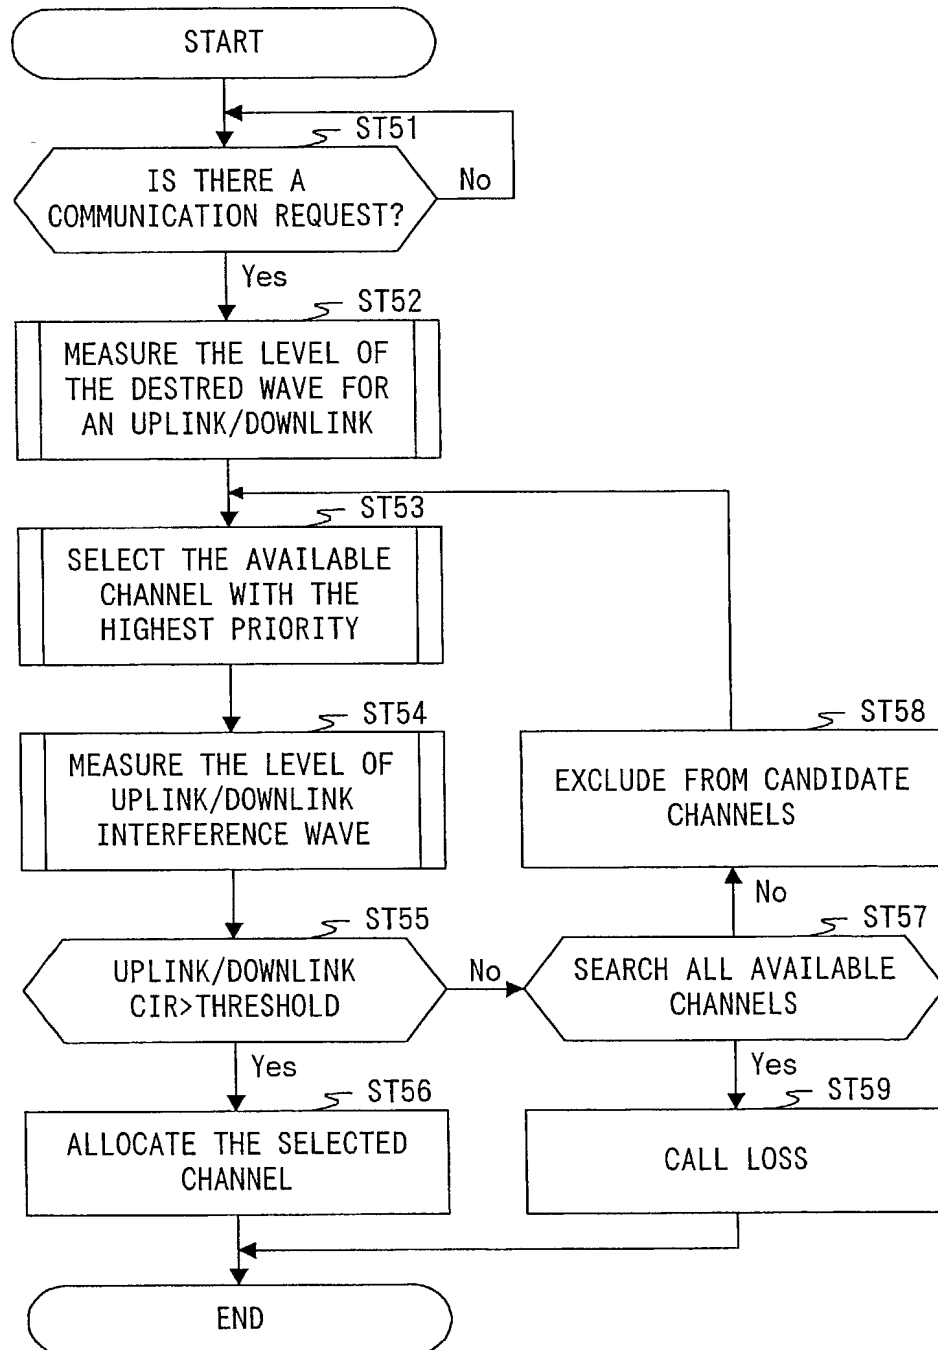 START
ST51
IS THERE A
COMMUNICATION REQUEST?
No
Yes
ST52
MEASURE THE LEVEL OF
THE DESTRED WAVE FOR
AN UPLINK/DOWNLINK
ST53
SELECT THE AVAILABLE
CHANNEL WITH THE
HIGHEST PRIORITY
ST54
MEASURE THE LEVEL OF
UPLINK/DOWNLINK
INTERFERENCE WAVE
ST58
EXCLUDE FROM CANDIDATE
CHANNELS
No
ST55
UPLINK/DOWNLINK
CIR>THRESHOLD
No
ST57
SEARCH ALL AVAILABLE
CHANNELS
Yes
Yes
ST56
ALLOCATE THE SELECTED
CHANNEL
ST59
CALL LOSS
END